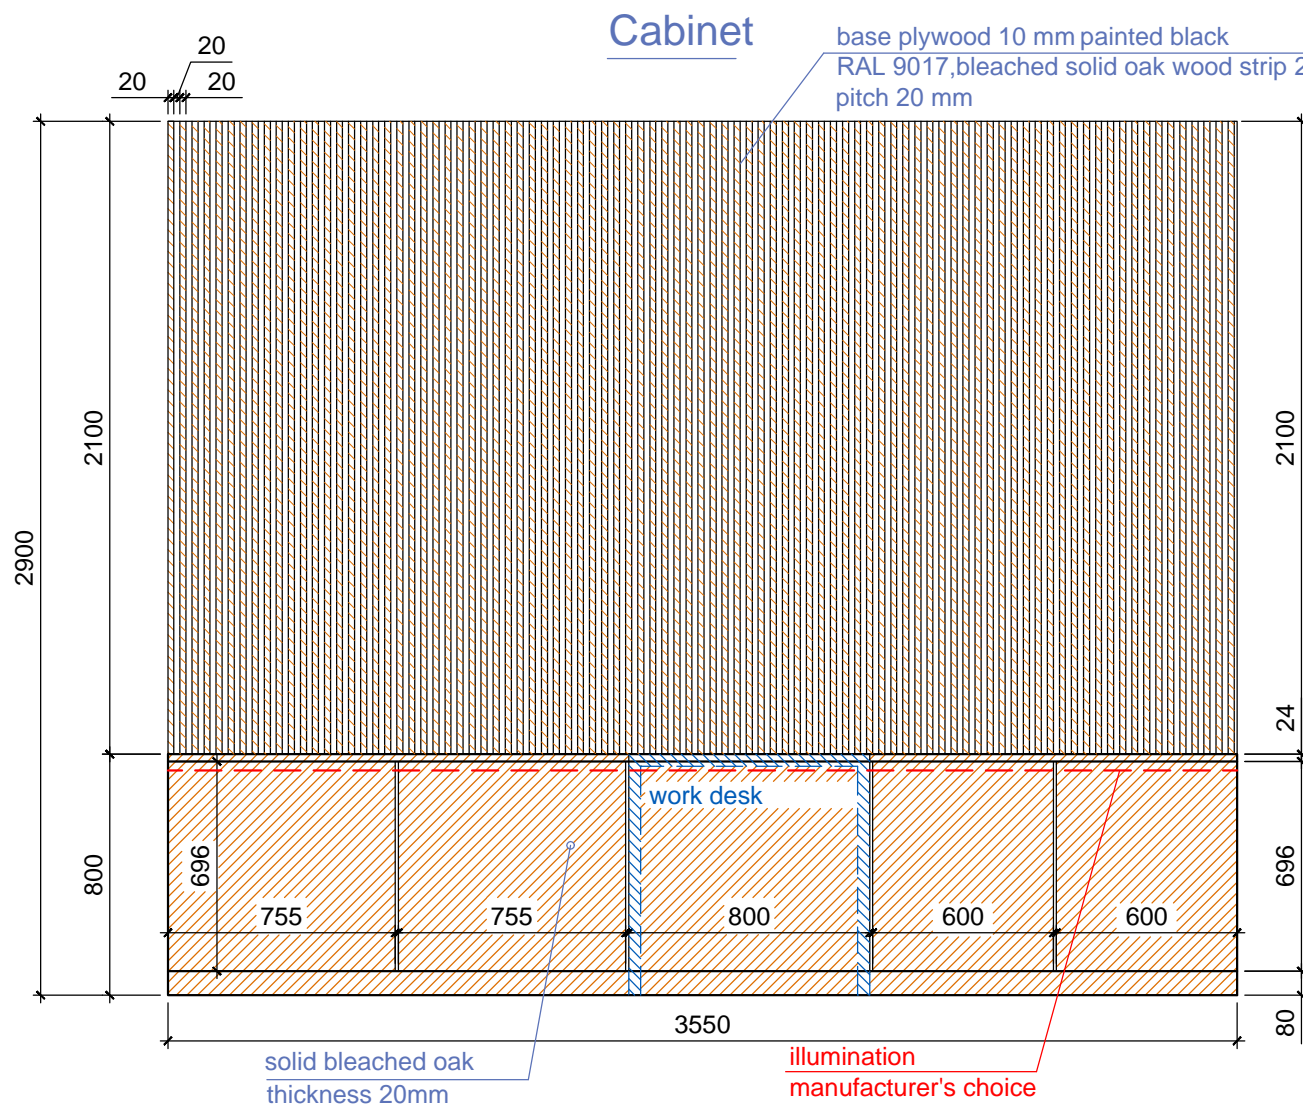 Cabinet
base plywood 10 mm painted black
RAL 9017,bleached solid oak wood strip 2
pitch 20 mm
20
20 20
2900
2100
2100
24
work desk
800
696
696
755 755 800 600 600
80
3550
solid bleached oak
thickness 20mm
illumination
manufacturer's choice